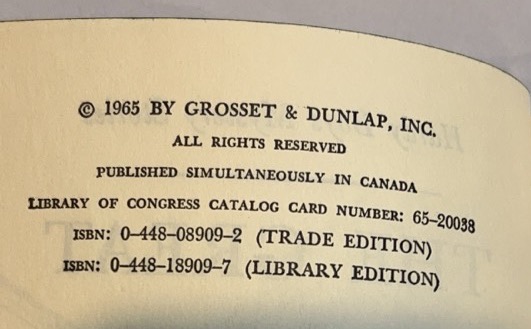 © 1965 BY GROSSET & DUNLAP, INC.
ALL RIGHTS RESERVED
PUBLISHED SIMULTANEOUSLY IN CANADA
LIBRARY OF CONGRESS CATALOG CARD NUMBER: 65-20038
ISBN: 0-448-08909-2 (TRADE EDITION)
ISBN: 0-448-18909-7 (LIBRARY EDITION)